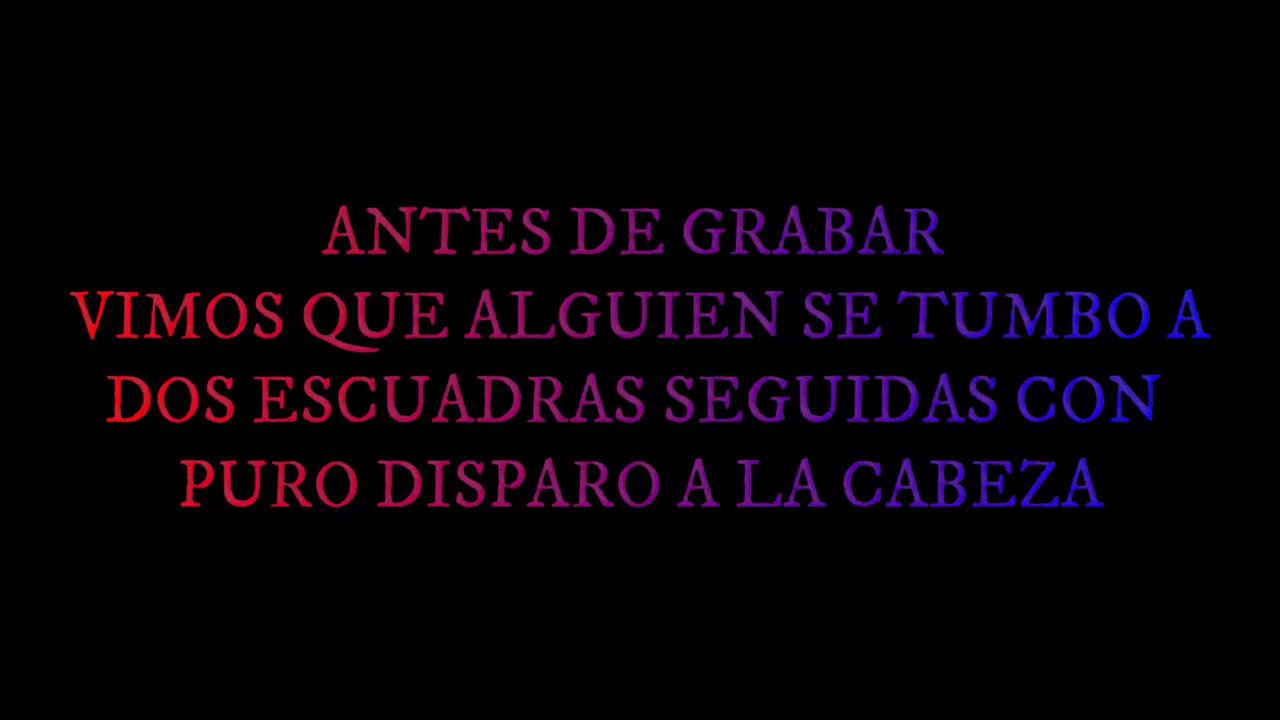 ANTES DE GRABAR
VIMOS QUE ALGUIEN SE TUMBO A
DOS ESCUADRAS SEGUIDAS CON
PURO DISPARO A LA CABEZA